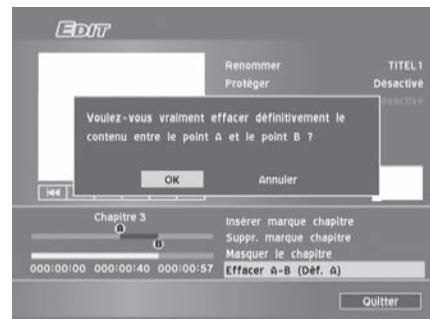 EDIT
Renommer TITEL1
Protéger Désactivé
Désactivé
Voulez-vous vraiment effacer définitivement le
contenu entre le point A et le point B ?
OK Annuler
Chapitre 3
A
B
000:00:00 000:00:40 000:00:57
Insérer marque chapitre
Suppr. marque chapitre
Masquer le chapitre
Effacer A-B (Déf. A)
Quitter